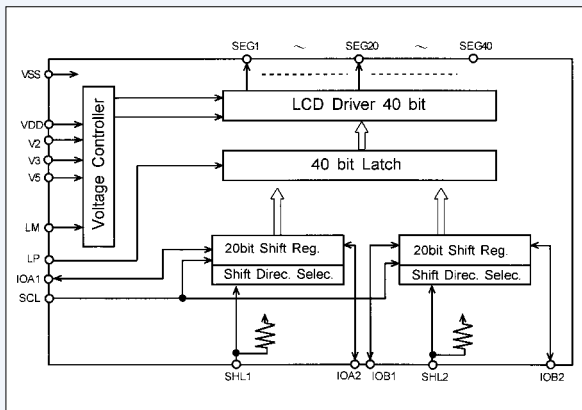 SEG1 ~ SEG20 ~ SEG40
VSS
LCD Driver 40 bit
VDD
V2
V3
V5
Voltage Controller
40 bit Latch
LM
LP
IOA1
SCL
20bit Shift Reg.
Shift Direc. Selec.
20bit Shift Reg.
Shift Direc. Selec.
SHL1
IOA2
IOB1
SHL2
IOB2